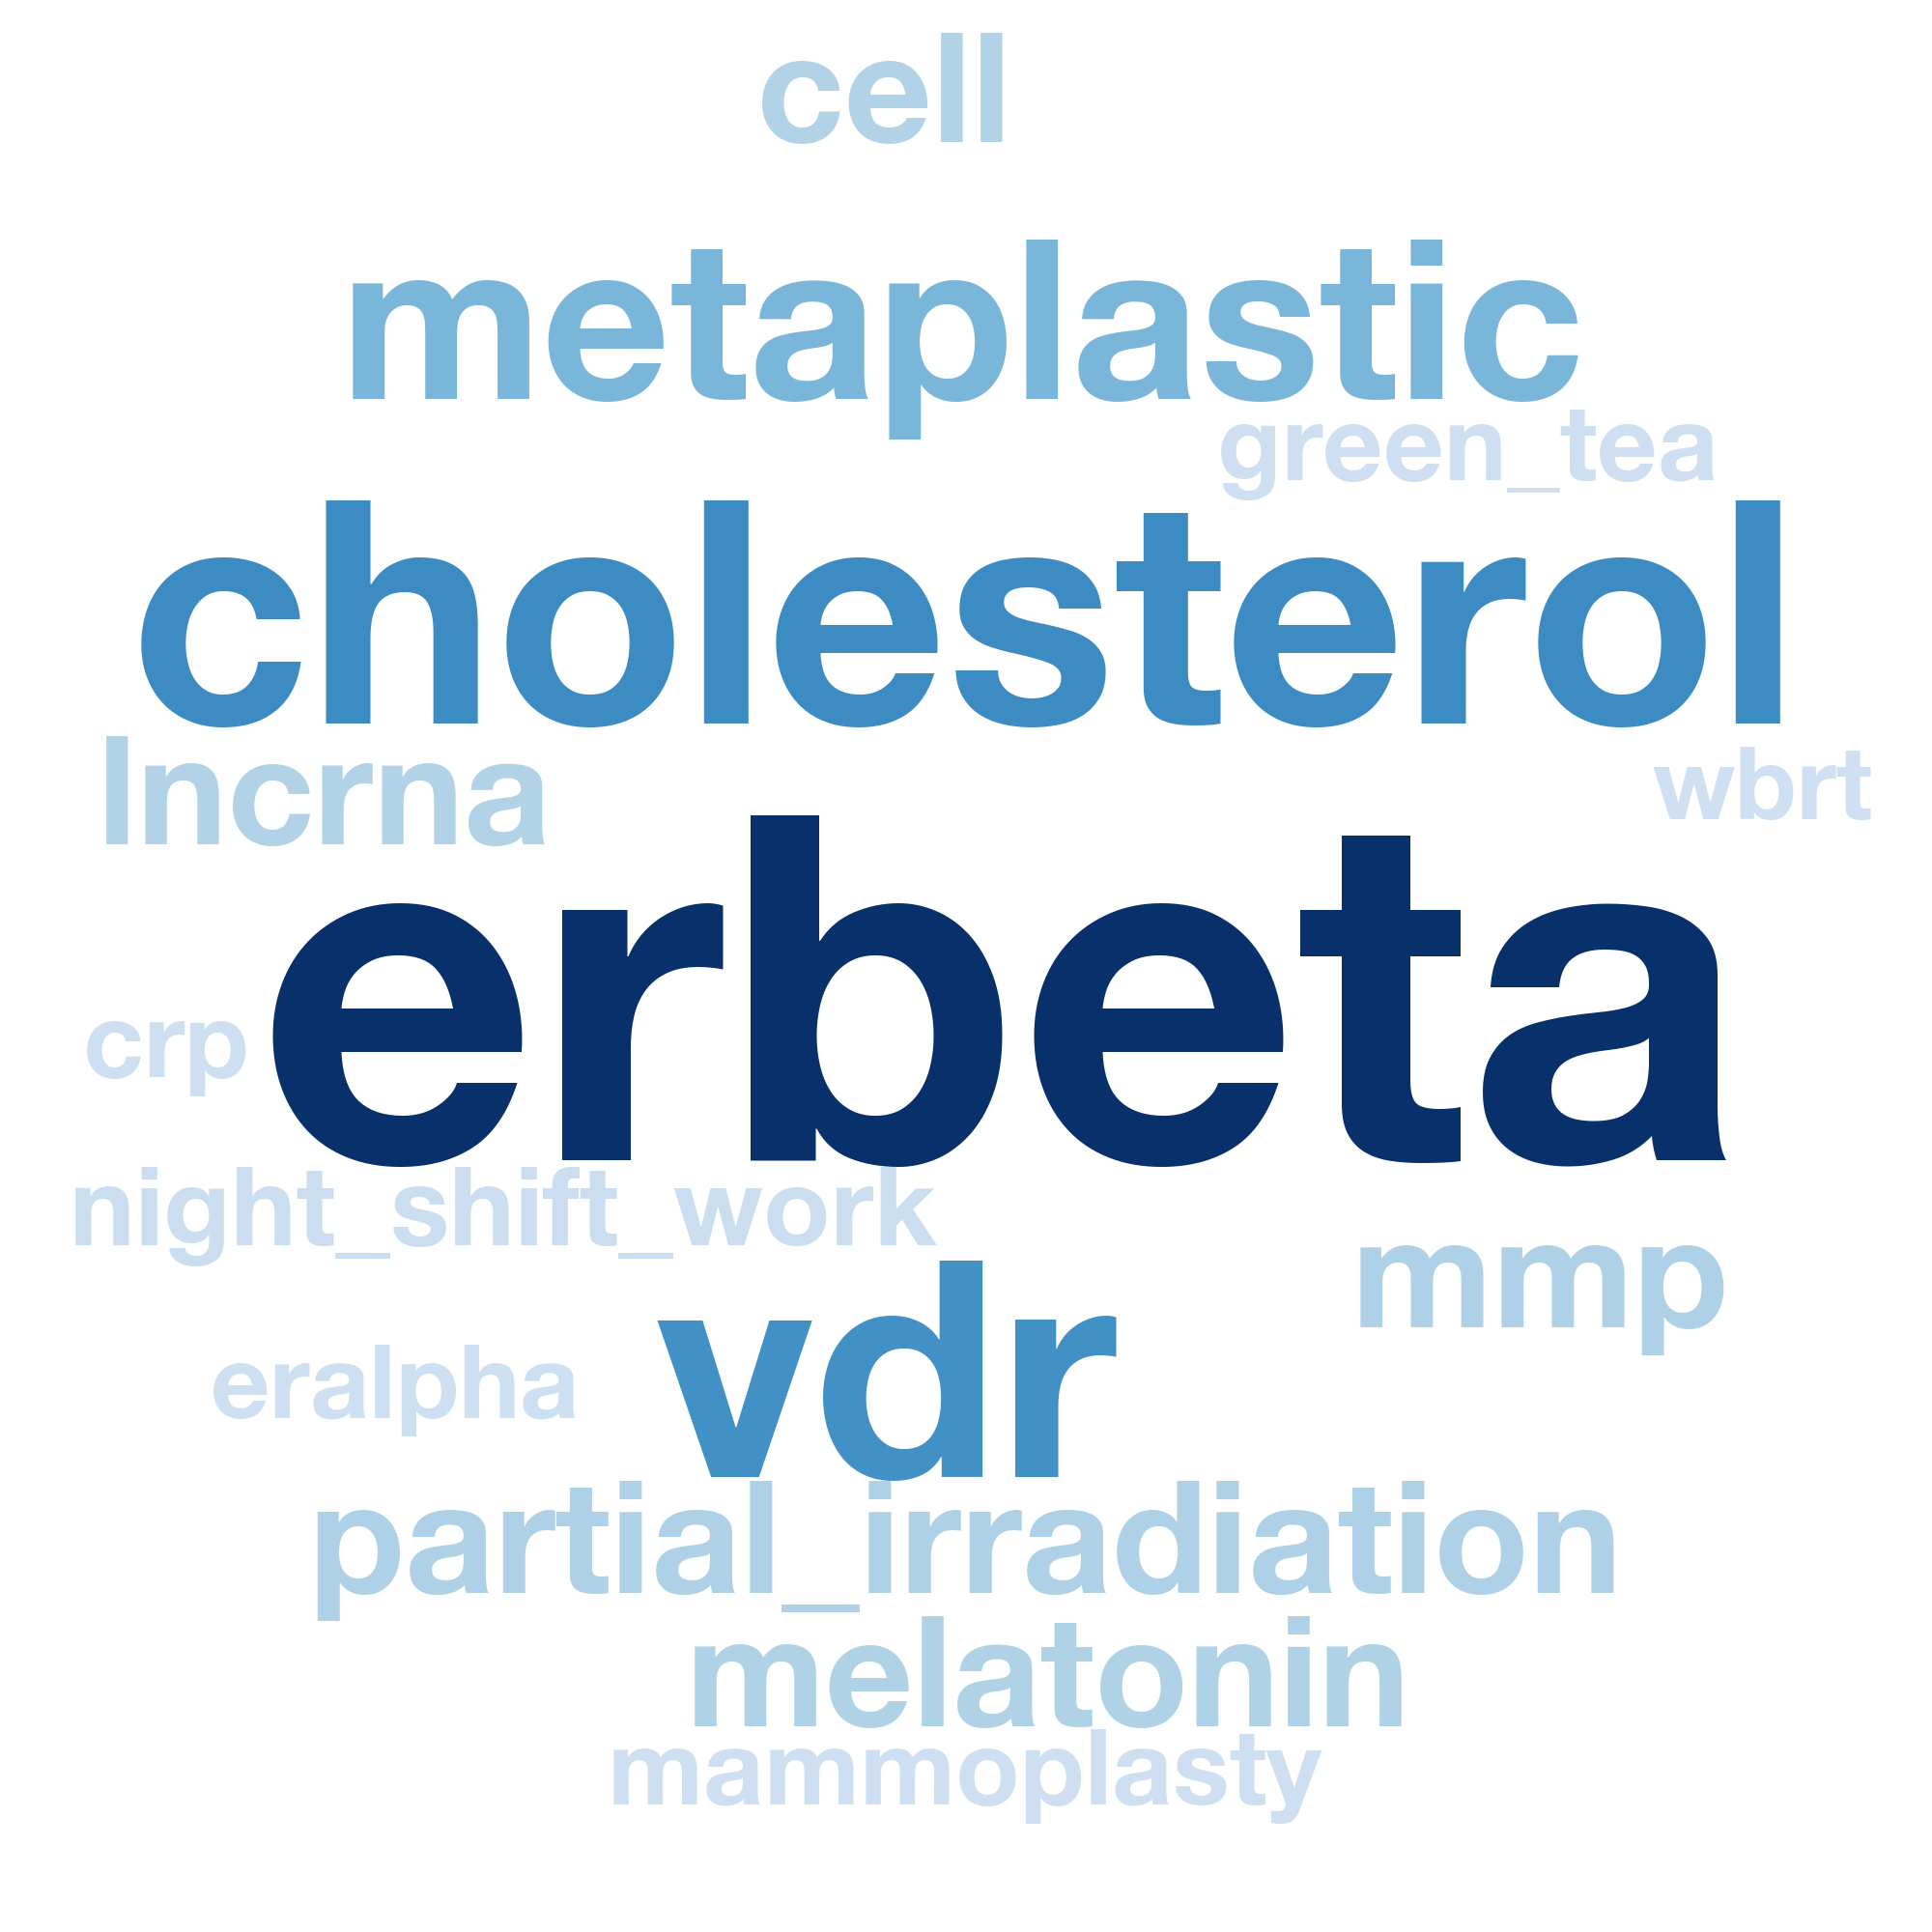 cell
metaplastic
green_tea
cholesterol
lncrna
wbrt
erbeta
crp
night_shift_work
mmp
vdr
eralpha
partial_irradiation
melatonin
mammoplasty